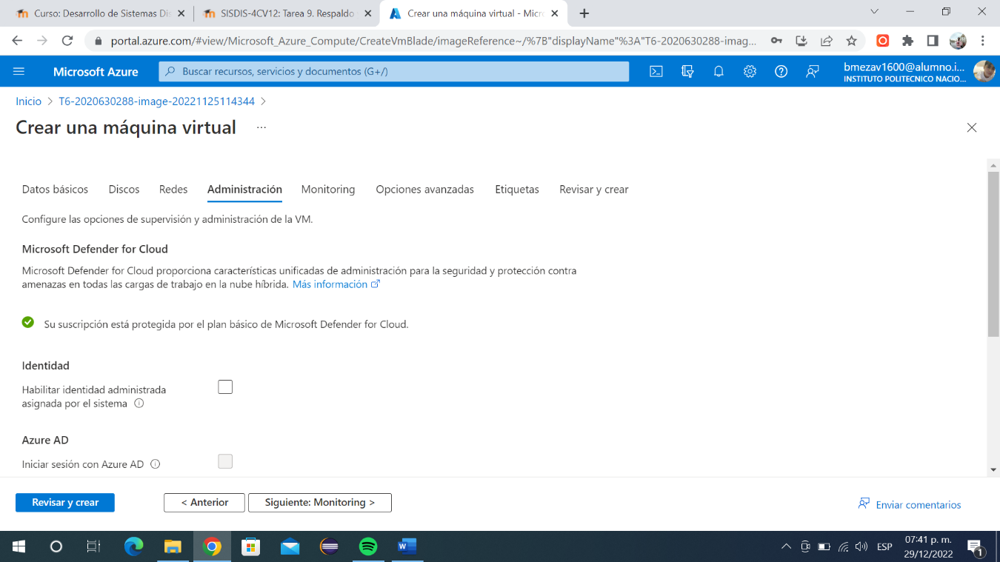 Curso: Desarrollo de Sistemas Dis
SISDIS-4CV12: Tarea 9. Respaldo
Crear una máquina virtual - Micro
portal.azure.com/#view/Microsoft_Azure_Compute/CreateVmBlade/imageReference~/%7B"displayName"%3A"T6-2020630288-imag...
Microsoft Azure
Buscar recursos, servicios y documentos (G+/)
bmezav1600@alumno.i...
INSTITUTO POLITECNICO NACIO...
Inicio > T6-2020630288-image-20221125114344 >
Crear una máquina virtual ...
Datos básicos Discos Redes Administración Monitoring Opciones avanzadas Etiquetas Revisar y crear
Configure las opciones de supervisión y administración de la VM.
Microsoft Defender for Cloud
Microsoft Defender for Cloud proporciona características unificadas de administración para la seguridad y protección contra
amenazas en todas las cargas de trabajo en la nube híbrida. Más información
Su suscripción está protegida por el plan básico de Microsoft Defender for Cloud.
Identidad
Habilitar identidad administrada
asignada por el sistema
Azure AD
Iniciar sesión con Azure AD
Revisar y crear
< Anterior
Siguiente: Monitoring >
Enviar comentarios
ESP
07:41 p. m.
29/12/2022
1